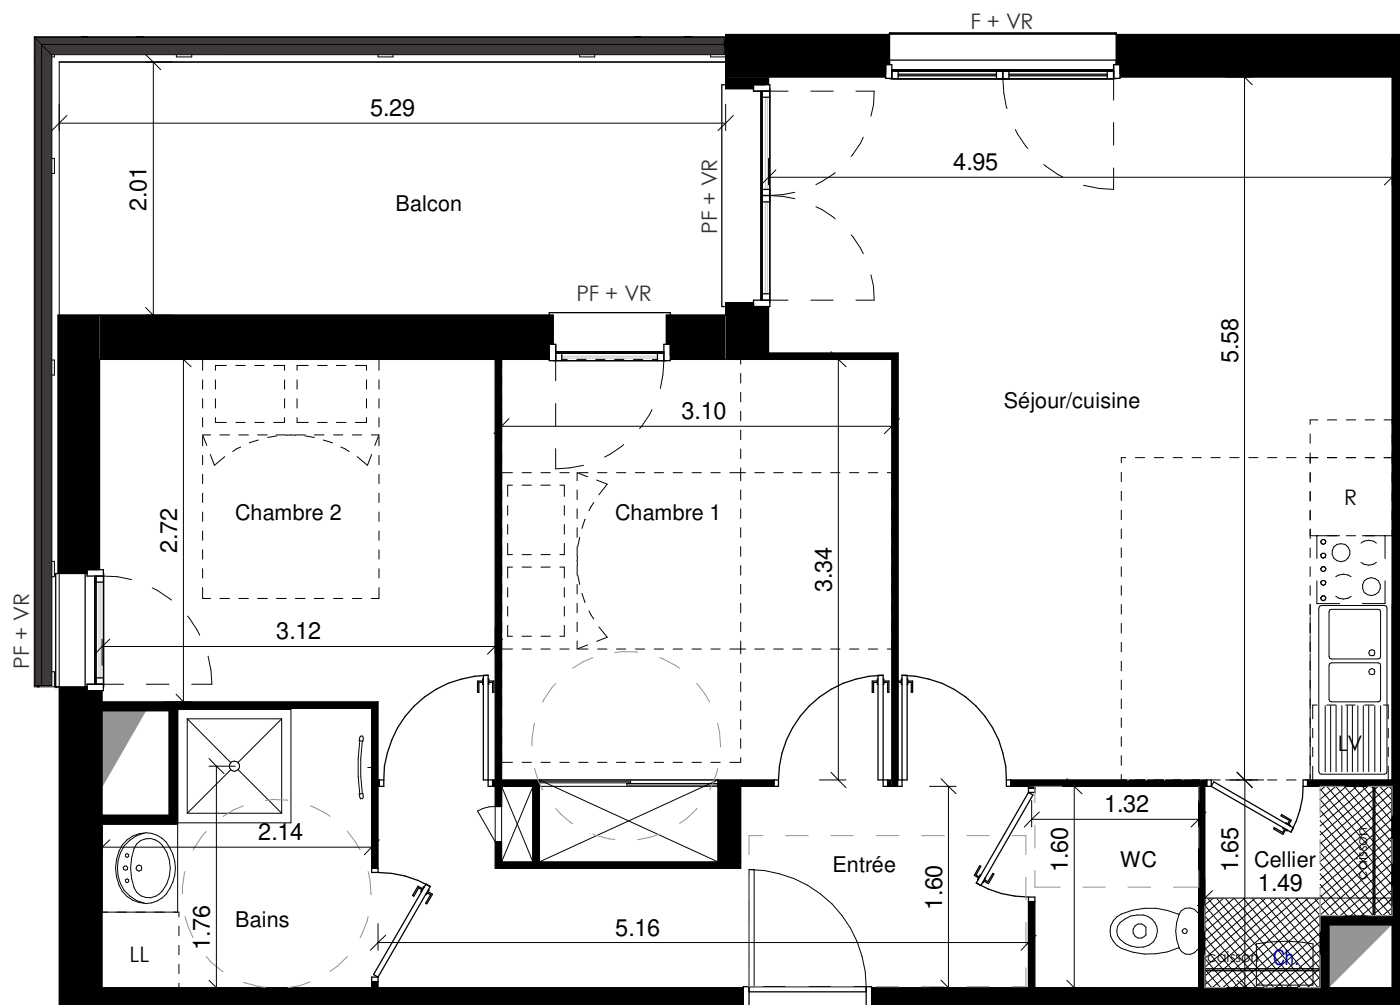 F + VR
5.29
4.95
2.01
Balcon
PF + VR
PF + VR
5.58
Séjour/cuisine
3.10
R
Chambre 2
Chambre 1
2.72
3.34
PF + VR
3.12
LV
2.14
1.32
1.60
WC
1.65
Cellier
1.49
caisson
Entrée
1.60
1.76
Bains
5.16
LL
caisson
Ch.